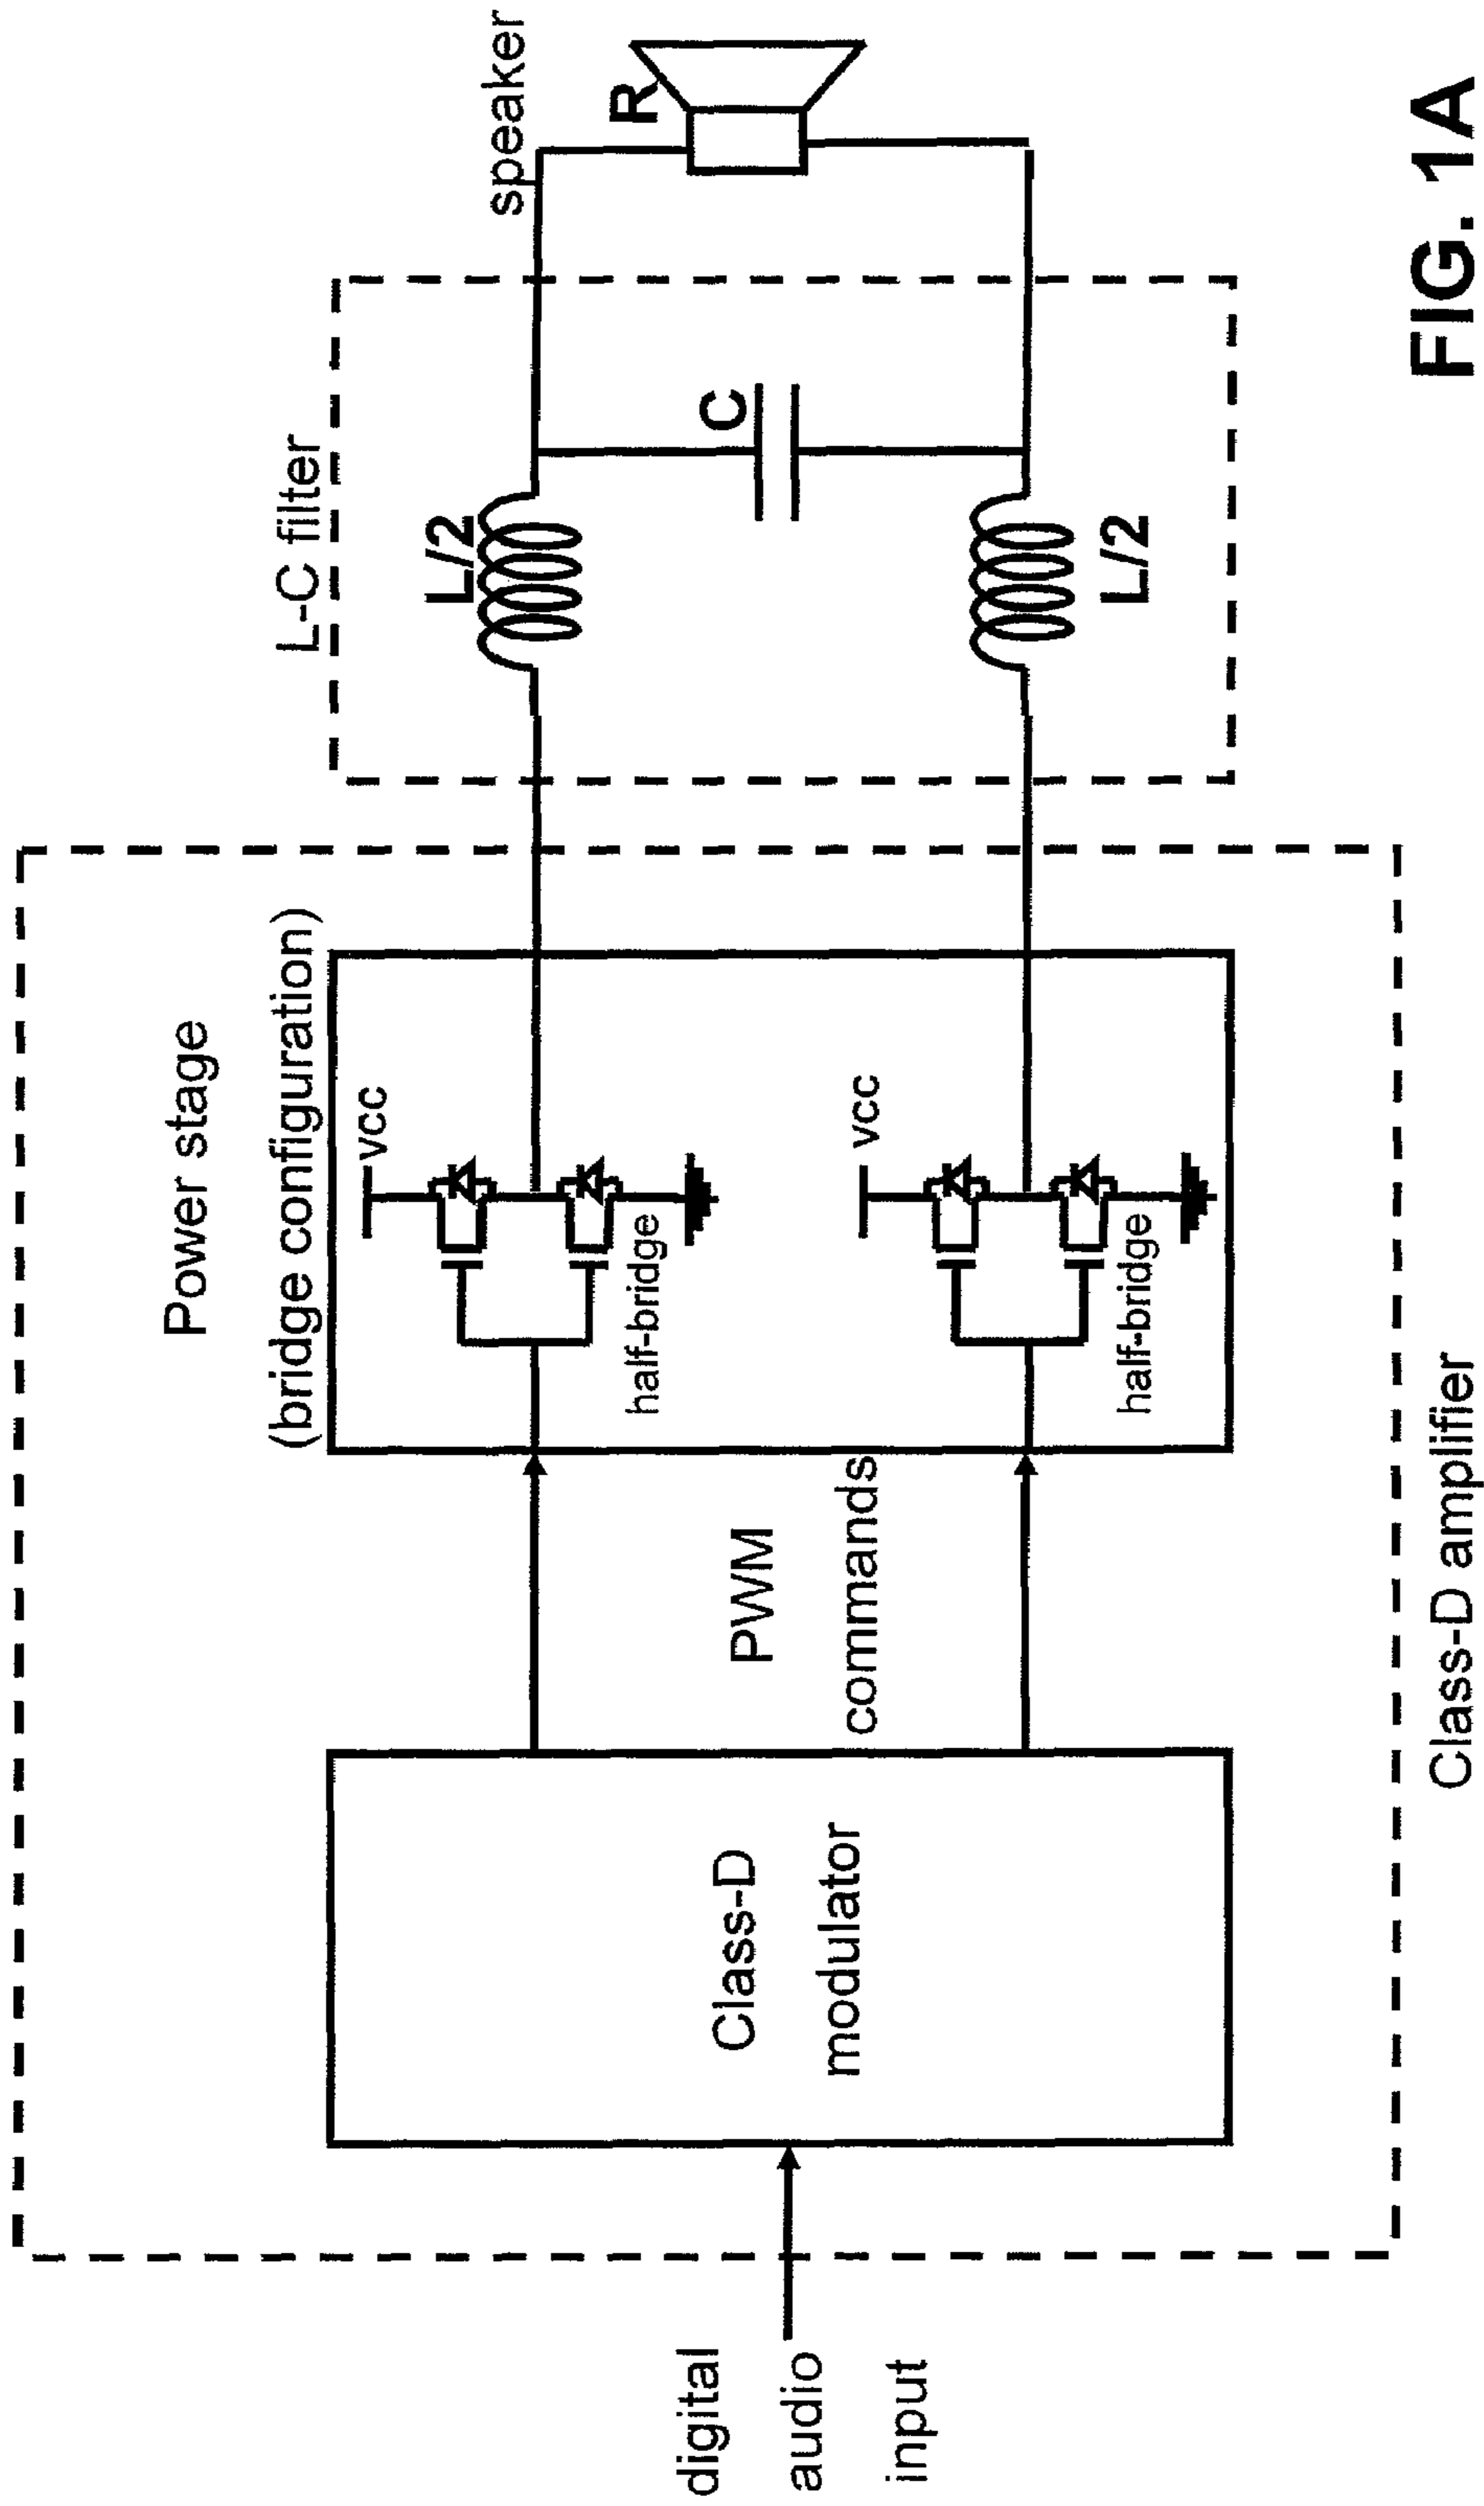 Power stage
(bridge configuration)
L-C filter
speaker
vcc
L/2
R
half-bridge
C
digital
audio
input
Class-D
modulator
PWM
commands
vcc
half-bridge
L/2
Class-D amplifier
FIG. 1A